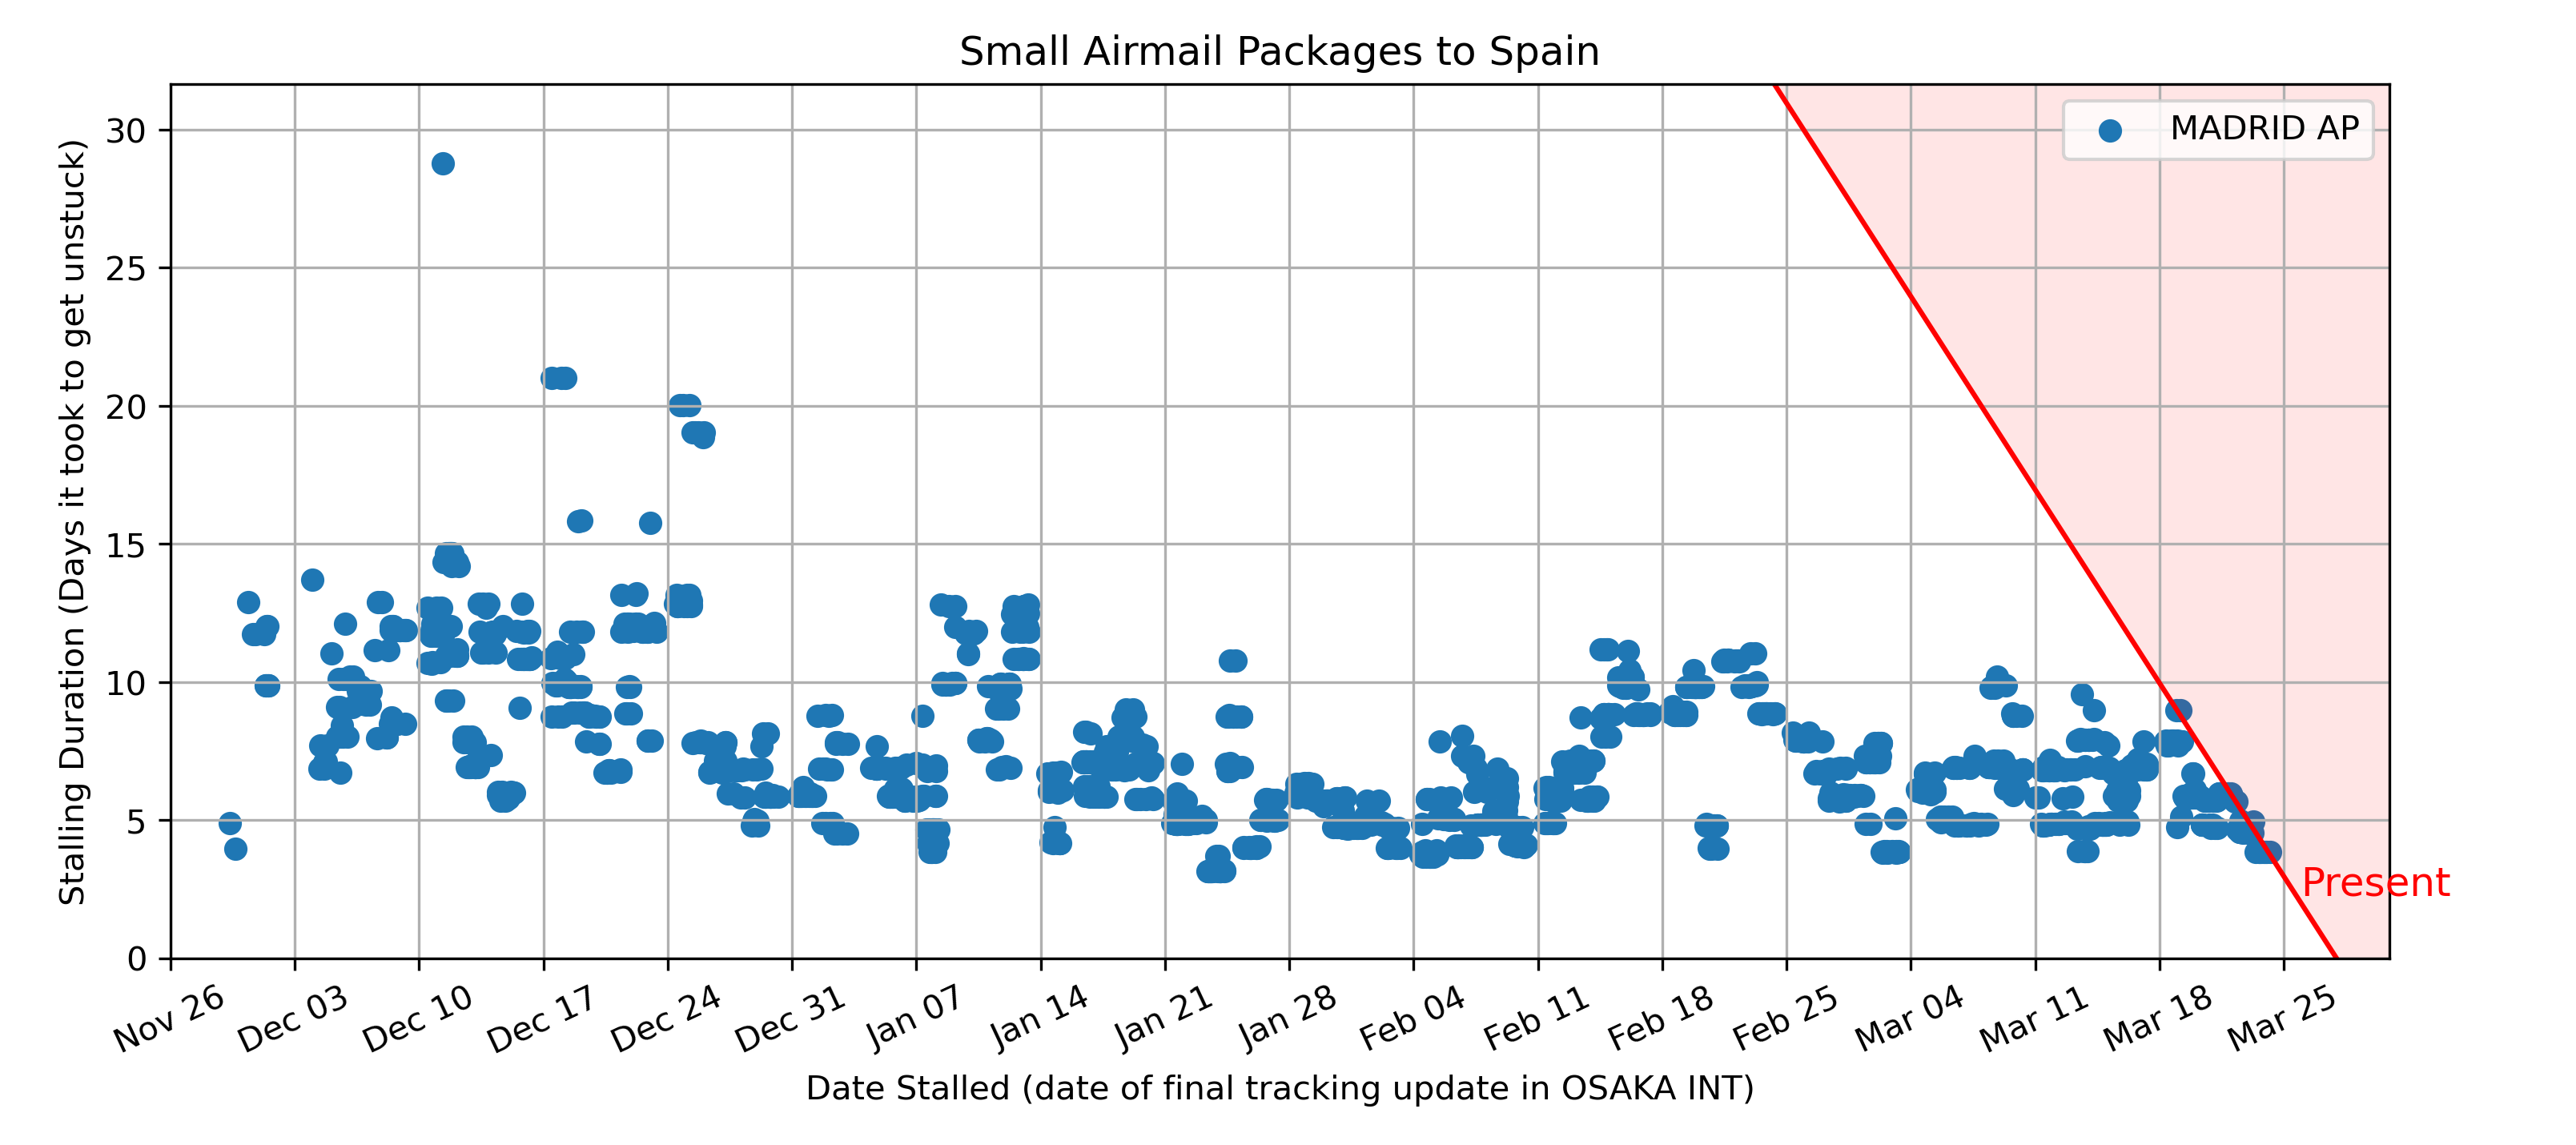 Small Airmail Packages to Spain
Stalling Duration (Days it took to get unstuck)
30
25
20
15
10
5
0
MADRID AP
Present
Nov 26
Dec 03
Dec 10
Dec 17
Dec 24
Dec 31
Jan 07
Jan 14
Jan 21
Jan 28
Feb 04
Feb 11
Feb 18
Feb 25
Mar 04
Mar 11
Mar 18
Mar 25
Date Stalled (date of final tracking update in OSAKA INT)